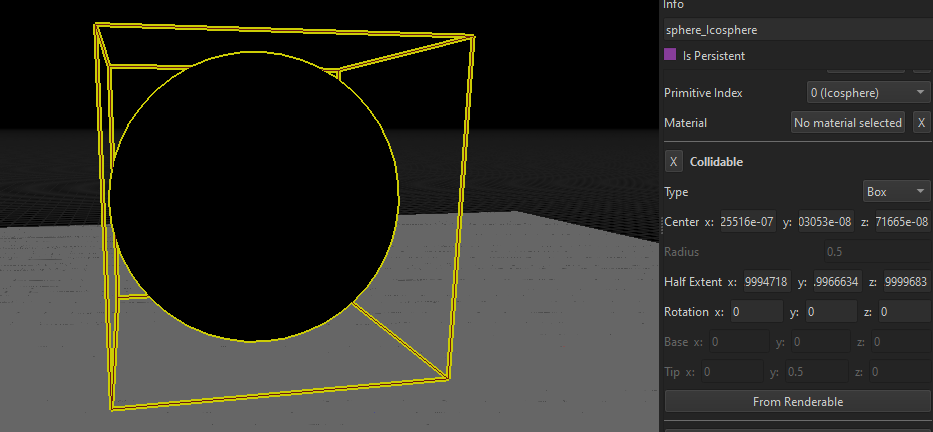 Info
sphere_Icosphere
Is Persistent
Primitive Index 0 (Icosphere)
Material No material selected X
X Collidable
Type Box
Center x: 25516e-07 y: 03053e-08 z: 71665e-08
Radius 0.5
Half Extent x: 9994718 y: .9966634 z: 9999683
Rotation x: 0 y: 0 z: 0
Base x: 0 y: 0 z: 0
Tip x: 0 y: 0.5 z: 0
From Renderable